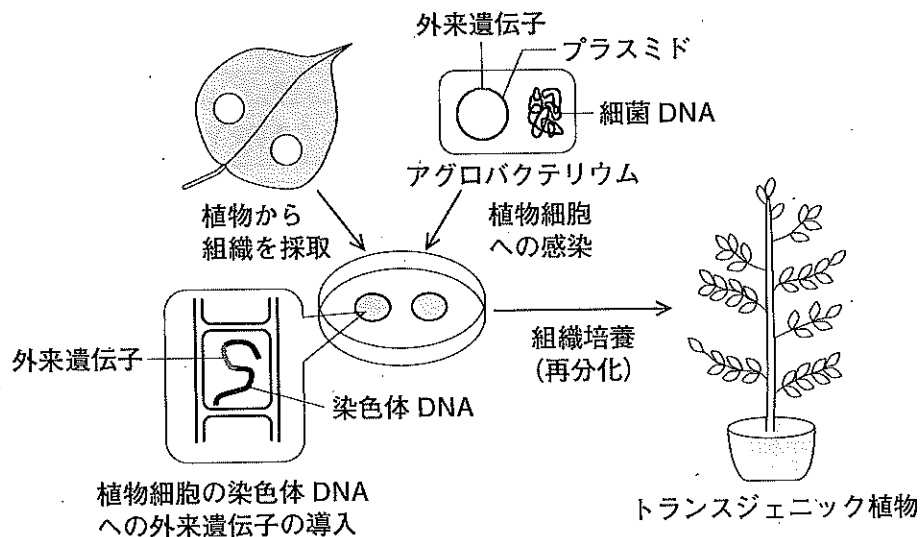 外来遺伝子
プラスミド
細菌 DNA
アグロバクテリウム
植物から
組織を採取
植物細胞
への感染
外来遺伝子
染色体 DNA
組織培養
(再分化)
植物細胞の染色体 DNA
への外来遺伝子の導入
トランスジェニック植物